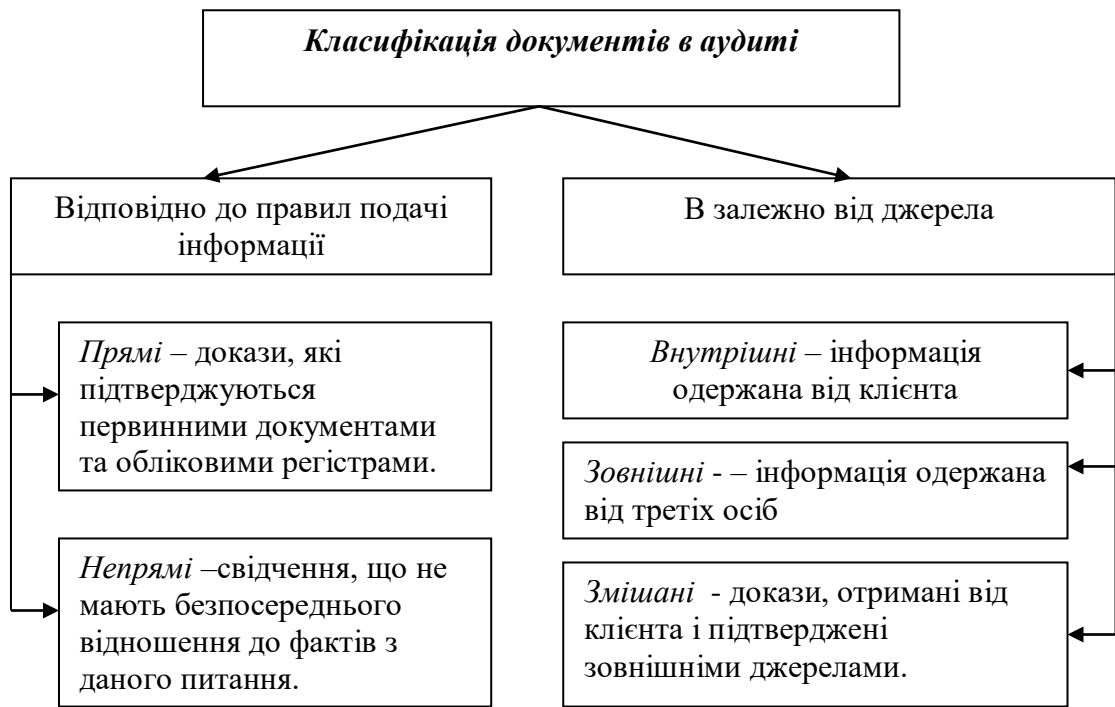 Класифікація документів в аудиті
Відповідно до правил подачі
інформації
В залежно від джерела
Прямі – докази, які
підтверджуються
первинними документами
та обліковими регістрами.
Непрямі –свідчення, що не
мають безпосереднього
відношення до фактів з
даного питання.
Внутрішні – інформація
одержана від клієнта
Зовнішні - – інформація одержана
від третіх осіб
Змішані  - докази, отримані від
клієнта і підтверджені
зовнішніми джерелами.